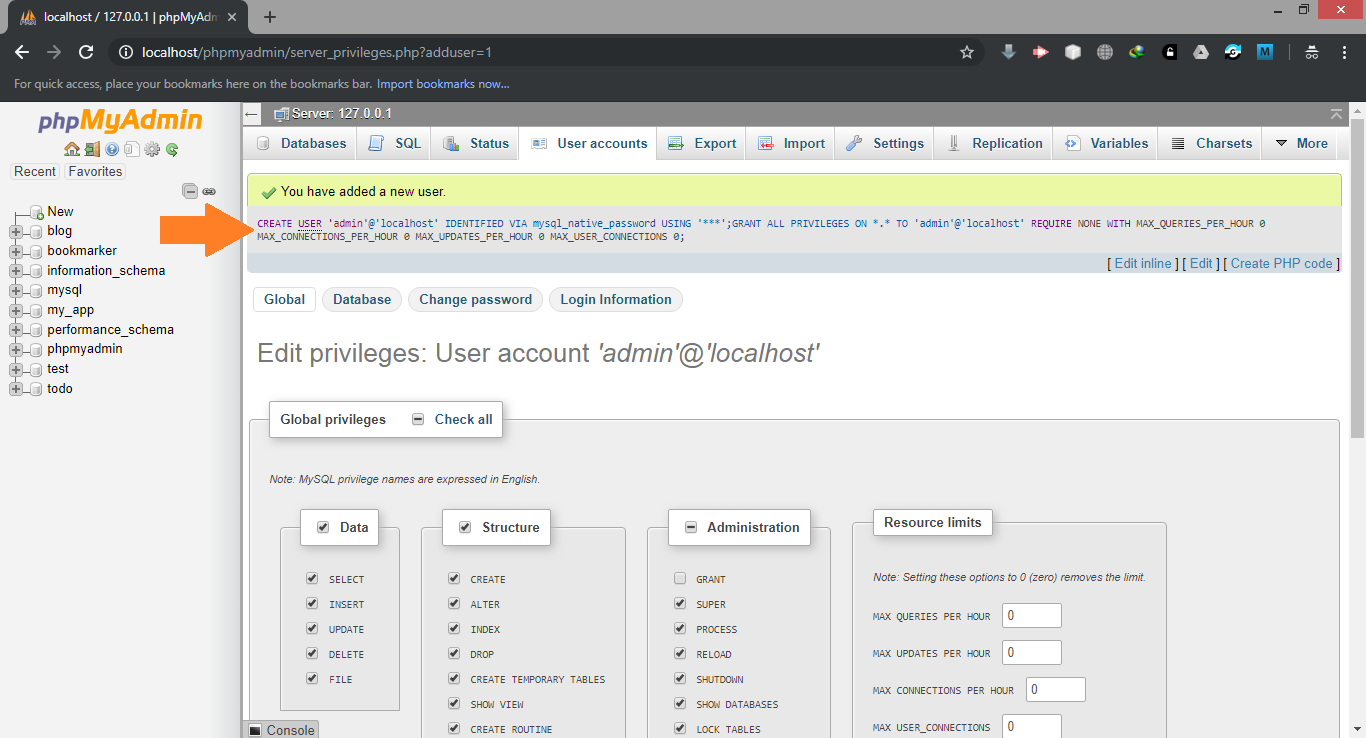 localhost / 127.0.0.1 | phpMyAdm
localhost/phpmyadmin/server_privileges.php?adduser=1
For quick access, place your bookmarks here on the bookmarks bar. Import bookmarks now...
phpMyAdmin
Recent
Favorites
New
blog
bookmarker
information_schema
mysql
my_app
performance_schema
phpmyadmin
test
todo
Server: 127.0.0.1
Databases
SQL
Status
User accounts
Export
Import
Settings
Replication
Variables
Charsets
More
You have added a new user.
CREATE USER 'admin'@'localhost' IDENTIFIED VIA mysql_native_password USING '***';GRANT ALL PRIVILEGES ON *.* TO 'admin'@'localhost' REQUIRE NONE WITH MAX_QUERIES_PER_HOUR 0
MAX_CONNECTIONS_PER_HOUR 0 MAX_UPDATES_PER_HOUR 0 MAX_USER_CONNECTIONS 0;
[ Edit inline ] [ Edit ] [ Create PHP code ]
Global
Database
Change password
Login Information
Edit privileges: User account 'admin'@'localhost'
Global privileges
Check all
Note: MySQL privilege names are expressed in English.
Data
SELECT
INSERT
UPDATE
DELETE
FILE
Structure
CREATE
ALTER
INDEX
DROP
CREATE TEMPORARY TABLES
SHOW VIEW
CREATE ROUTINE
Administration
GRANT
SUPER
PROCESS
RELOAD
SHUTDOWN
SHOW DATABASES
LOCK TABLES
Resource limits
Note: Setting these options to 0 (zero) removes the limit.
MAX QUERIES PER HOUR 0
MAX UPDATES PER HOUR 0
MAX CONNECTIONS PER HOUR 0
MAX USER_CONNECTIONS 0
Console
M